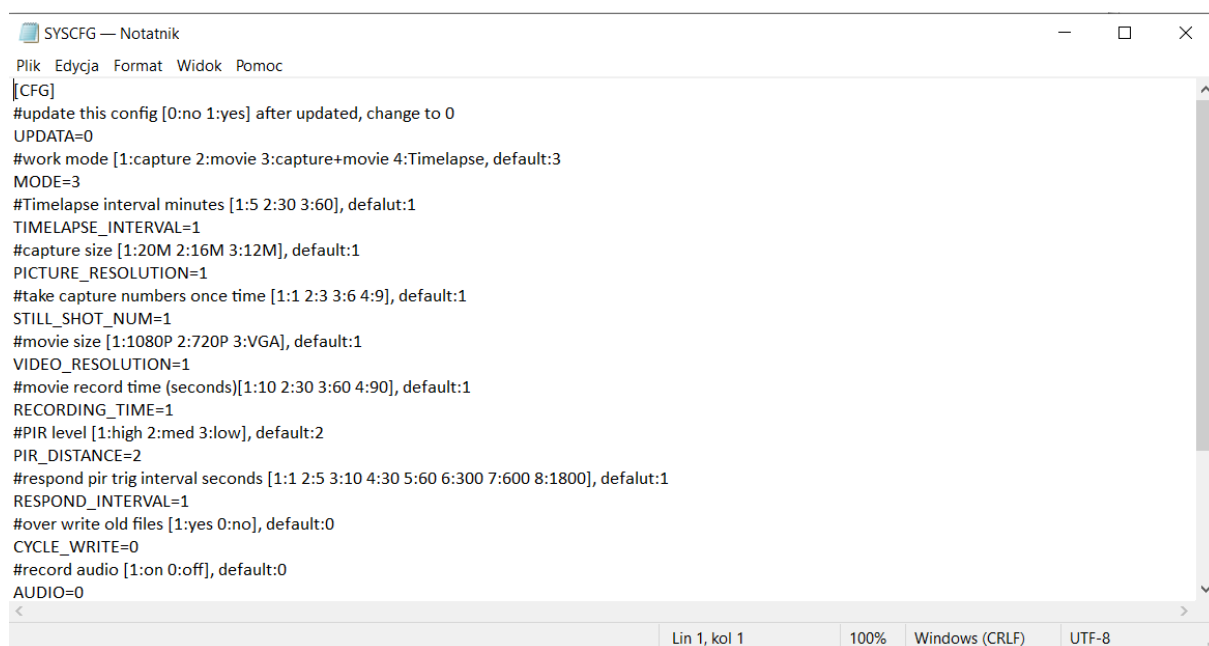 SYSCFG — Notatnik
Plik Edycja Format Widok Pomoc
[CFG]
#update this config [0:no 1:yes] after updated, change to 0
UPDATA=0
#work mode [1:capture 2:movie 3:capture+movie 4:Timelapse, default:3
MODE=3
#Timelapse interval minutes [1:5 2:30 3:60], defalut:1
TIMELAPSE_INTERVAL=1
#capture size [1:20M 2:16M 3:12M], default:1
PICTURE_RESOLUTION=1
#take capture numbers once time [1:1 2:3 3:6 4:9], default:1
STILL_SHOT_NUM=1
#movie size [1:1080P 2:720P 3:VGA], default:1
VIDEO_RESOLUTION=1
#movie record time (seconds)[1:10 2:30 3:60 4:90], default:1
RECORDING_TIME=1
#PIR level [1:high 2:med 3:low], default:2
PIR_DISTANCE=2
#respond pir trig interval seconds [1:1 2:5 3:10 4:30 5:60 6:300 7:600 8:1800], defalut:1
RESPOND_INTERVAL=1
#over write old files [1:yes 0:no], default:0
CYCLE_WRITE=0
#record audio [1:on 0:off], default:0
AUDIO=0
Lin 1, kol 1 100% Windows (CRLF) UTF-8